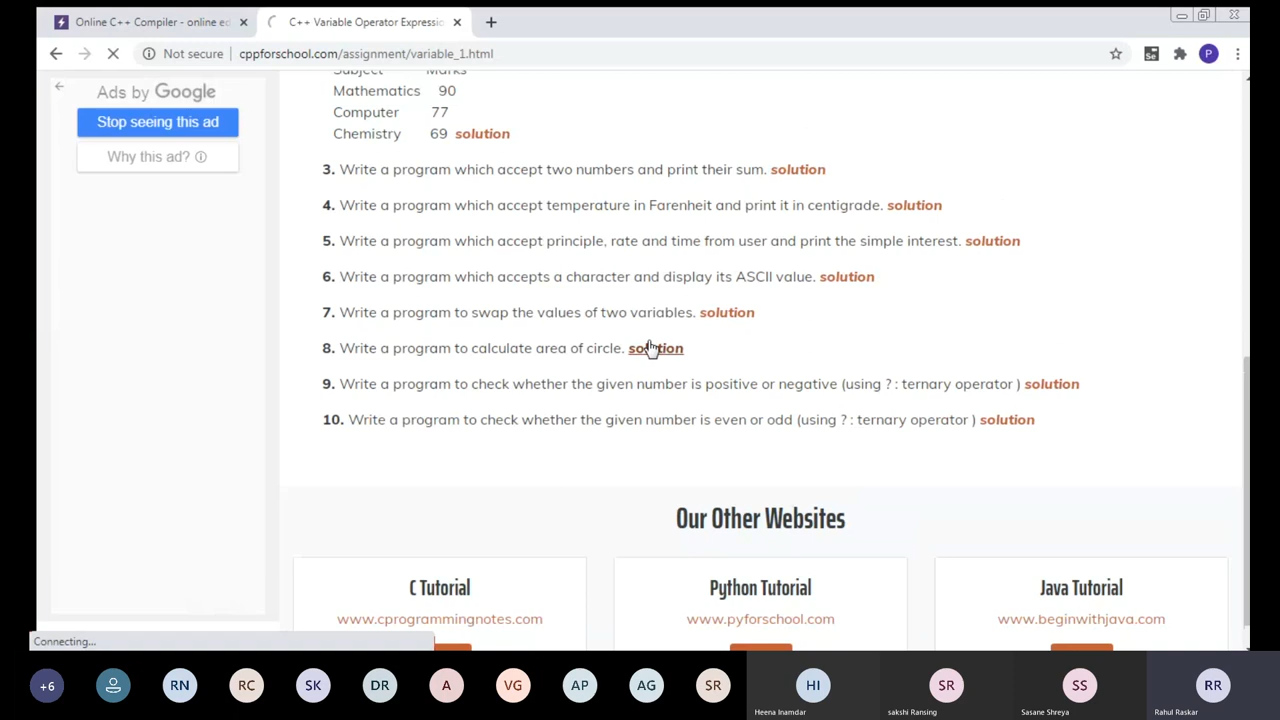 Online C++ Compiler - online ed
C++ Variable Operator Expressio
Not secure
cppforschool.com/assignment/variable_1.html
Se
P
Ads by Google
Stop seeing this ad
Why this ad?
Subject Marks
Mathematics 90
Computer 77
Chemistry 69 solution
3. Write a program which accept two numbers and print their sum. solution
4. Write a program which accept temperature in Farenheit and print it in centigrade. solution
5. Write a program which accept principle, rate and time from user and print the simple interest. solution
6. Write a program which accepts a character and display its ASCII value. solution
7. Write a program to swap the values of two variables. solution
8. Write a program to calculate area of circle. solution
9. Write a program to check whether the given number is positive or negative (using ? : ternary operator ) solution
10. Write a program to check whether the given number is even or odd (using ? : ternary operator ) solution
Our Other Websites
C Tutorial
Python Tutorial
Java Tutorial
www.cprogrammingnotes.com
www.pyforschool.com
www.beginwithjava.com
Connecting...
+6
RN
RC
SK
DR
A
VG
AP
AG
SR
HI
SR
SS
RR
Heena Inamdar
sakshi Ransing
Sasane Shreya
Rahul Raskar